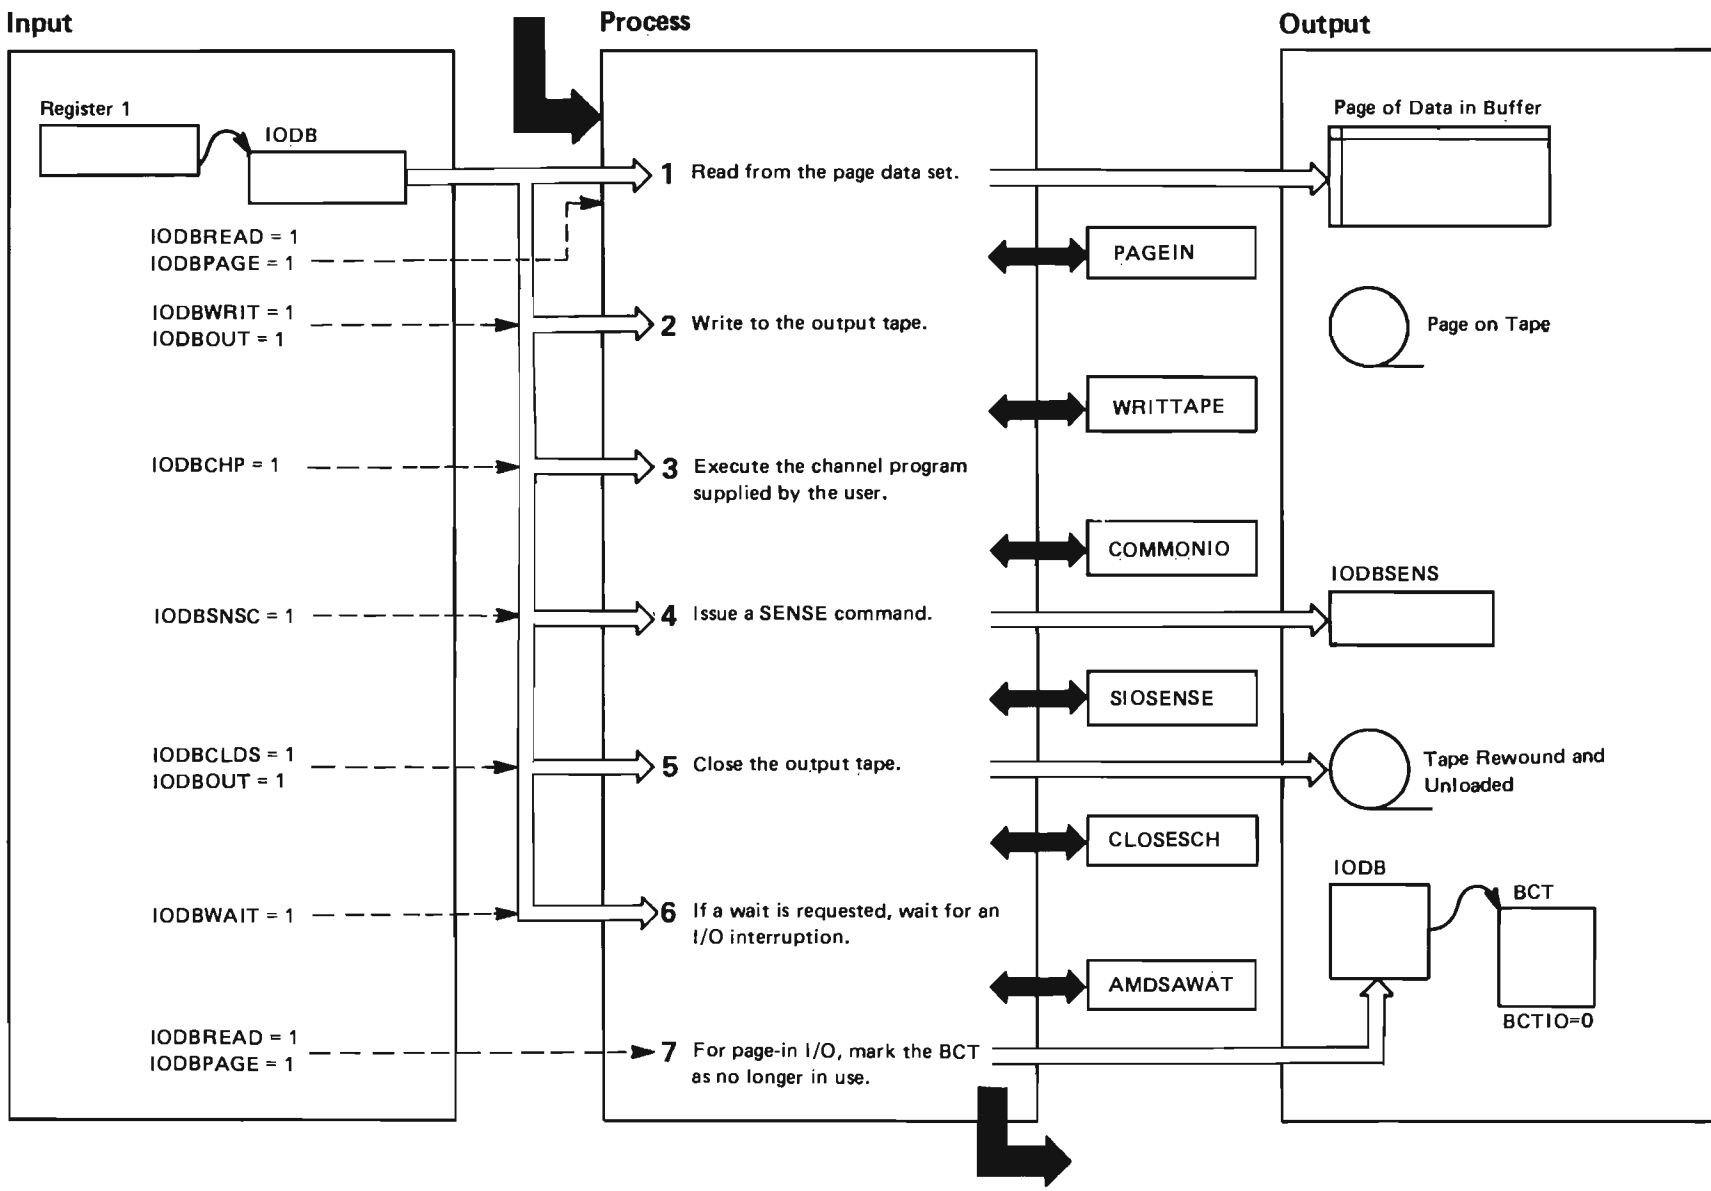 Input
Process
Output
Register 1
IODB
Page of Data in Buffer
1 Read from the page data set.
IODBREAD = 1
IODBPAGE = 1
PAGEIN
IODBWRIT = 1
IODBOUT = 1
2 Write to the output tape.
Page on Tape
WRITTAPE
IODBCHP = 1
3 Execute the channel program
supplied by the user.
COMMONIO
IODBSENS
IODBSNSC = 1
4 Issue a SENSE command.
SIOSENSE
IODBCLDS = 1
IODBOUT = 1
5 Close the output tape.
Tape Rewound and
Unloaded
CLOSESCH
IODB
BCT
IODBWAIT = 1
6 If a wait is requested, wait for an
I/O interruption.
AMDSAWAT
BCTIO=0
IODBREAD = 1
IODBPAGE = 1
7 For page-in I/O, mark the BCT
as no longer in use.